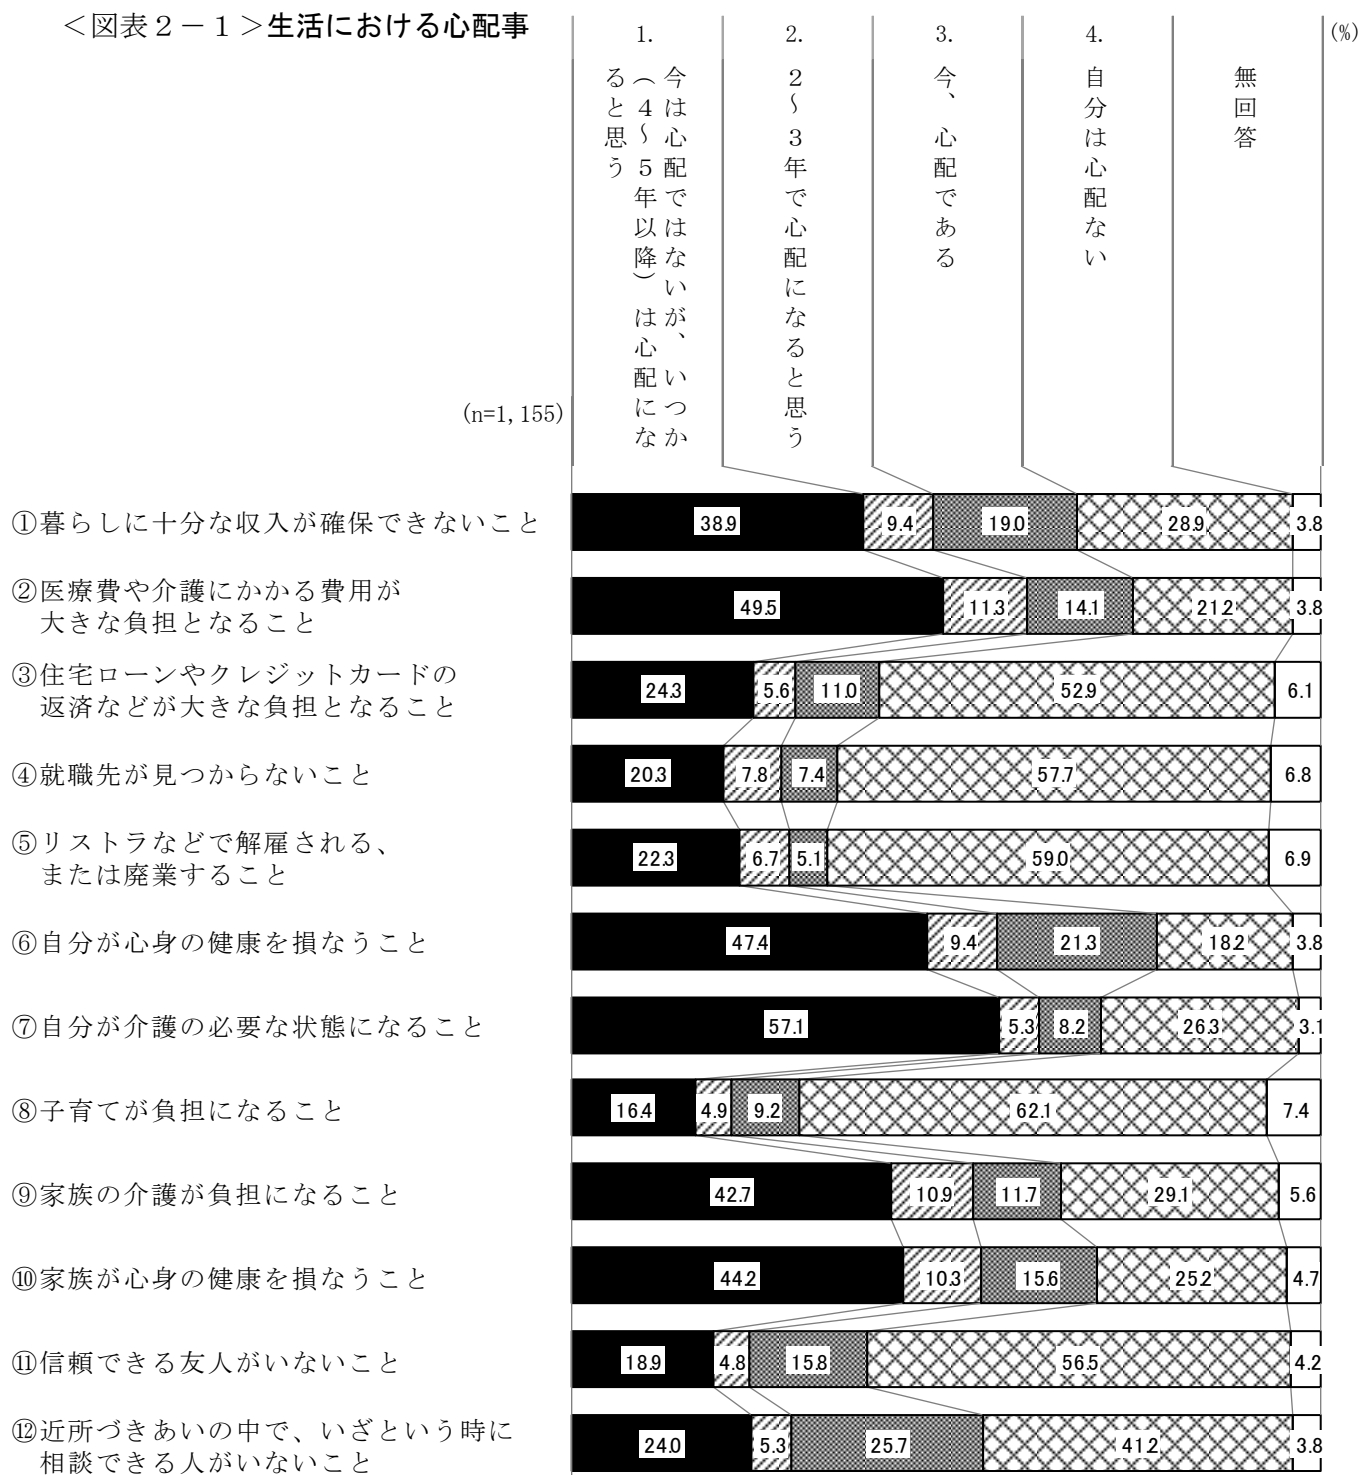 ＜図表２－１＞生活における心配事
(%)
1.
2.
3.
4.
今は心配ではないが、いつか
（４～５年以降）は心配にな
ると思う
２～３年で心配になると思う
今、心配である
自分は心配ない
無回答
(n=1,155)
①暮らしに十分な収入が確保できないこと
38.9 9.4 19.0 28.9 3.8
②医療費や介護にかかる費用が
大きな負担となること
49.5 11.3 14.1 21.2 3.8
③住宅ローンやクレジットカードの
返済などが大きな負担となること
24.3 5.6 11.0 52.9 6.1
④就職先が見つからないこと
20.3 7.8 7.4 57.7 6.8
⑤リストラなどで解雇される、
または廃業すること
22.3 6.7 5.1 59.0 6.9
⑥自分が心身の健康を損なうこと
47.4 9.4 21.3 18.2 3.8
⑦自分が介護の必要な状態になること
57.1 5.3 8.2 26.3 3.1
⑧子育てが負担になること
16.4 4.9 9.2 62.1 7.4
⑨家族の介護が負担になること
42.7 10.9 11.7 29.1 5.6
⑩家族が心身の健康を損なうこと
44.2 10.3 15.6 25.2 4.7
⑪信頼できる友人がいないこと
18.9 4.8 15.8 56.5 4.2
⑫近所づきあいの中で、いざという時に
相談できる人がいないこと
24.0 5.3 25.7 41.2 3.8